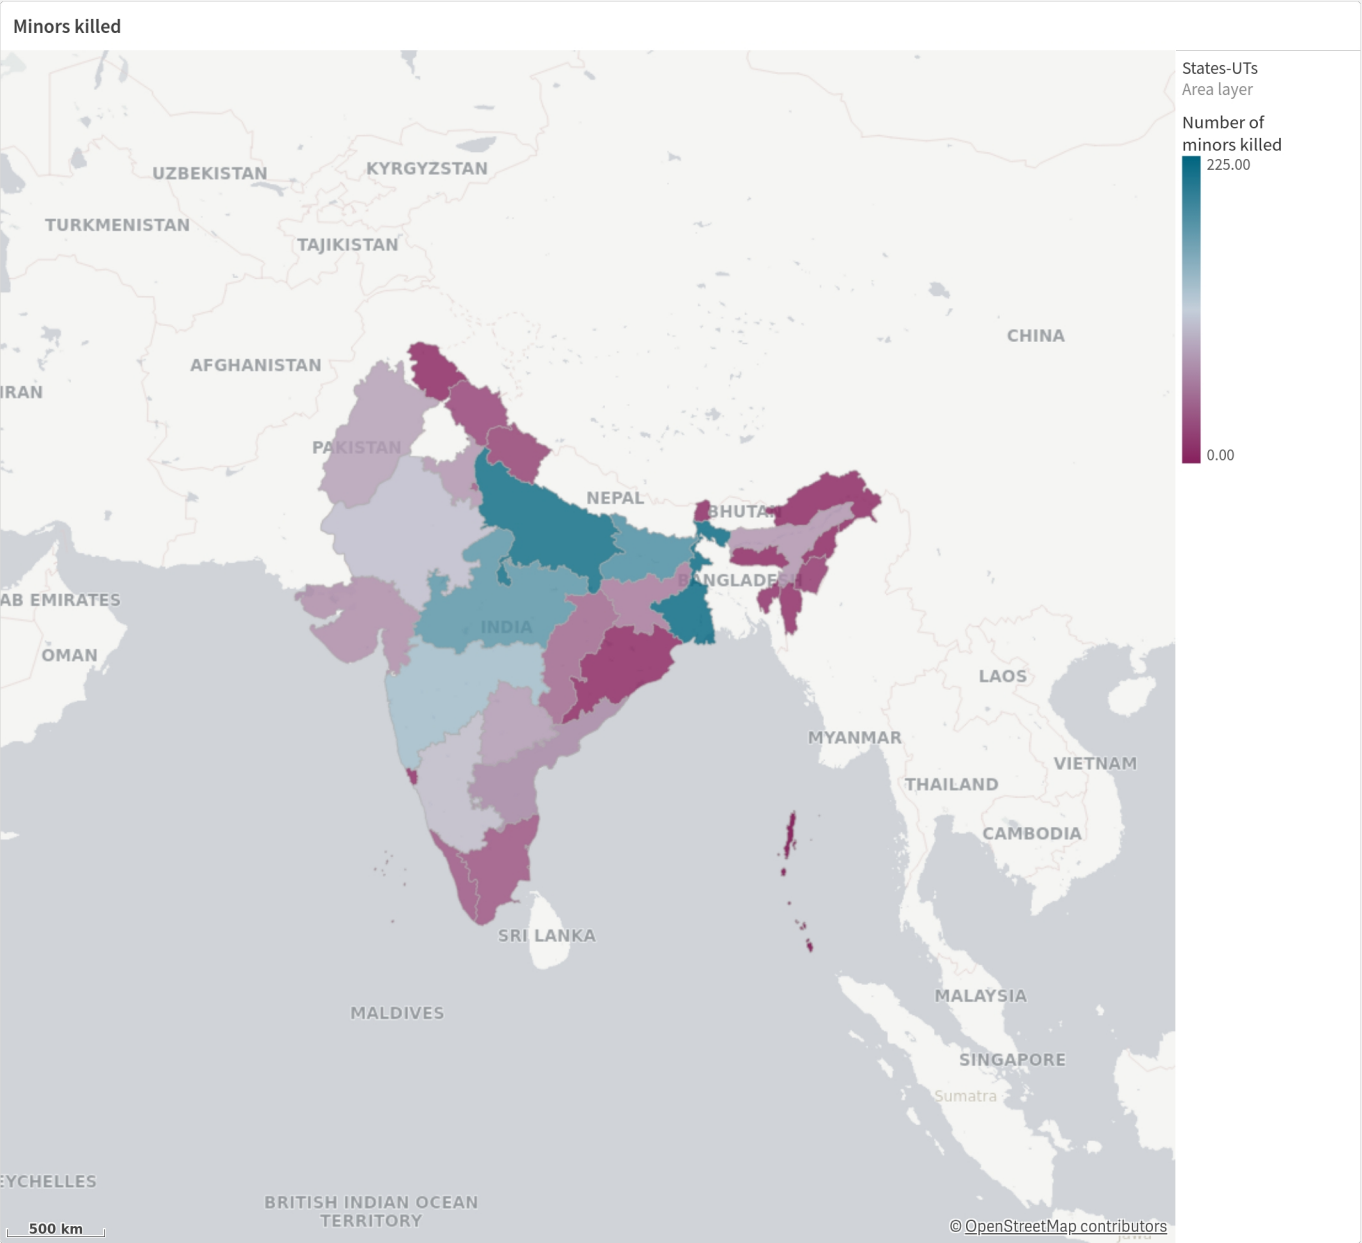 Minors killed
States-UTs
Area layer
Number of
minors killed
225.00
0.00
UZBEKISTAN
KYRGYZSTAN
TURKMENISTAN
TAJIKISTAN
CHINA
AFGHANISTAN
IRAN
PAKISTAN
NEPAL
BHUTAN
BANGLADESH
AB EMIRATES
INDIA
OMAN
LAOS
MYANMAR
VIETNAM
THAILAND
CAMBODIA
SRI LANKA
MALAYSIA
MALDIVES
SINGAPORE
Sumatra
EYCHELLES
BRITISH INDIAN OCEAN
TERRITORY
500 km
© OpenStreetMap contributors
Jawa